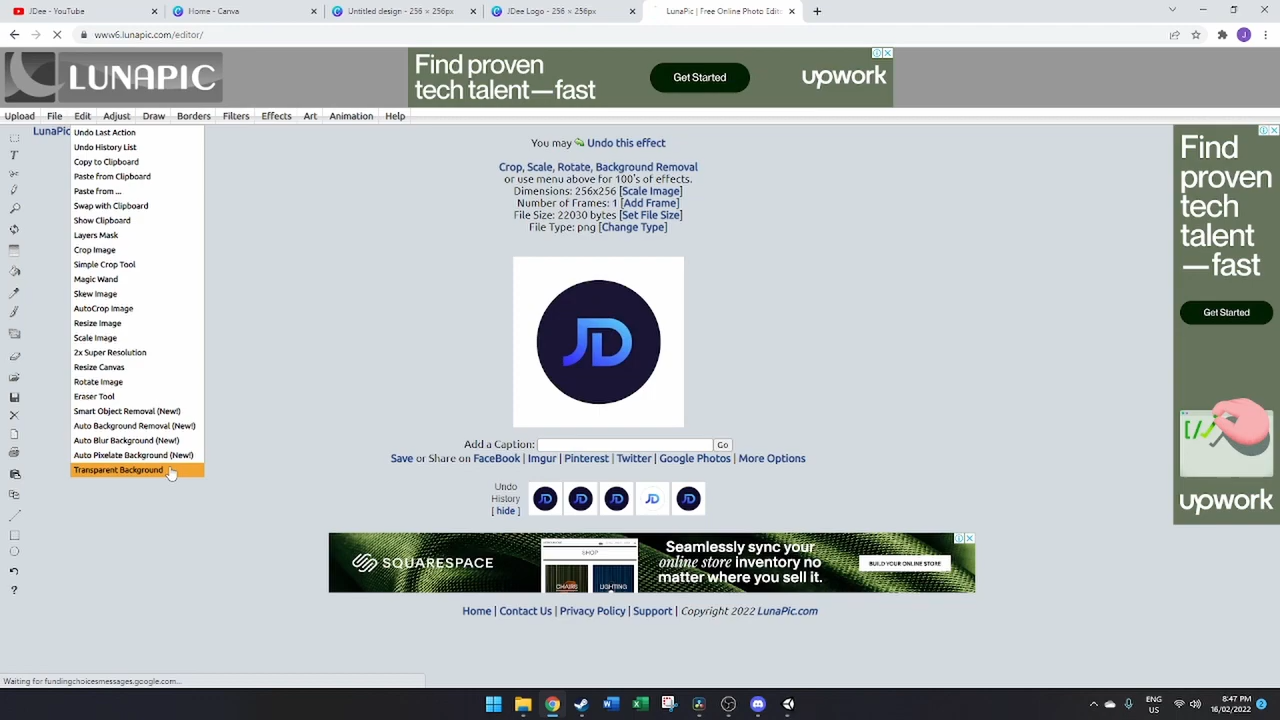 JDee - YouTube
Home - Canva
Untitled design - 256 × 256px
JDee Logo - 256 × 256px
LunaPic | Free Online Photo Edit
www6.lunapic.com/editor/
LUNAPIC
Find proven
tech talent—fast
Get Started
upwork
Upload File Edit Adjust Draw Borders Filters Effects Art Animation Help
LunaPic
Undo Last Action
Undo History List
Copy to Clipboard
Paste from Clipboard
Paste from ...
Swap with Clipboard
Show Clipboard
Layers Mask
Crop Image
Simple Crop Tool
Magic Wand
Skew Image
AutoCrop Image
Resize Image
Scale Image
2x Super Resolution
Resize Canvas
Rotate Image
Eraser Tool
Smart Object Removal (New!)
Auto Background Removal (New!)
Auto Blur Background (New!)
Auto Pixelate Background (New!)
Transparent Background
You may Undo this effect
Crop, Scale, Rotate, Background Removal
or use menu above for 100's of effects.
Dimensions: 256x256 [Scale Image]
Number of Frames: 1 [Add Frame]
File Size: 22030 bytes [Set File Size]
File Type: png [Change Type]
JD
Add a Caption: Go
Save or Share on FaceBook | Imgur | Pinterest | Twitter | Google Photos | More Options
Undo
History
[ hide ]
JD JD JD JD JD
SQUARESPACE
SHOP
CHAIRS LIGHTING
Seamlessly sync your
online store inventory no
matter where you sell it.
BUILD YOUR ONLINE STORE
Home | Contact Us | Privacy Policy | Support | Copyright 2022 LunaPic.com
Find
proven
tech
talent
—fast
Get Started
upwork
Waiting for fundingchoicesmessages.google.com...
ENG
US
8:47 PM
16/02/2022